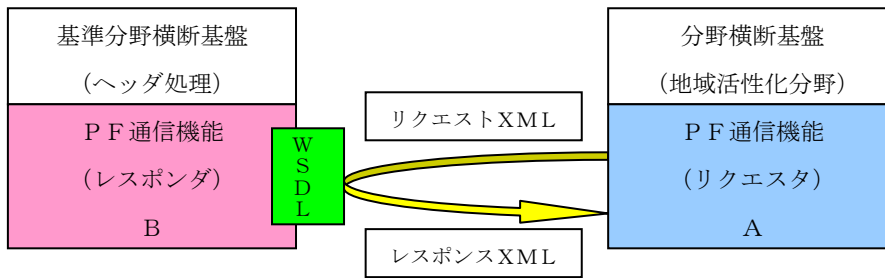 基準分野横断基盤
（ヘッダ処理）
ＰＦ通信機能
（レスポンダ）
Ｂ
ＷＳＤＬ
リクエストＸＭＬ
レスポンスＸＭＬ
分野横断基盤
（地域活性化分野）
ＰＦ通信機能
（リクエスタ）
Ａ